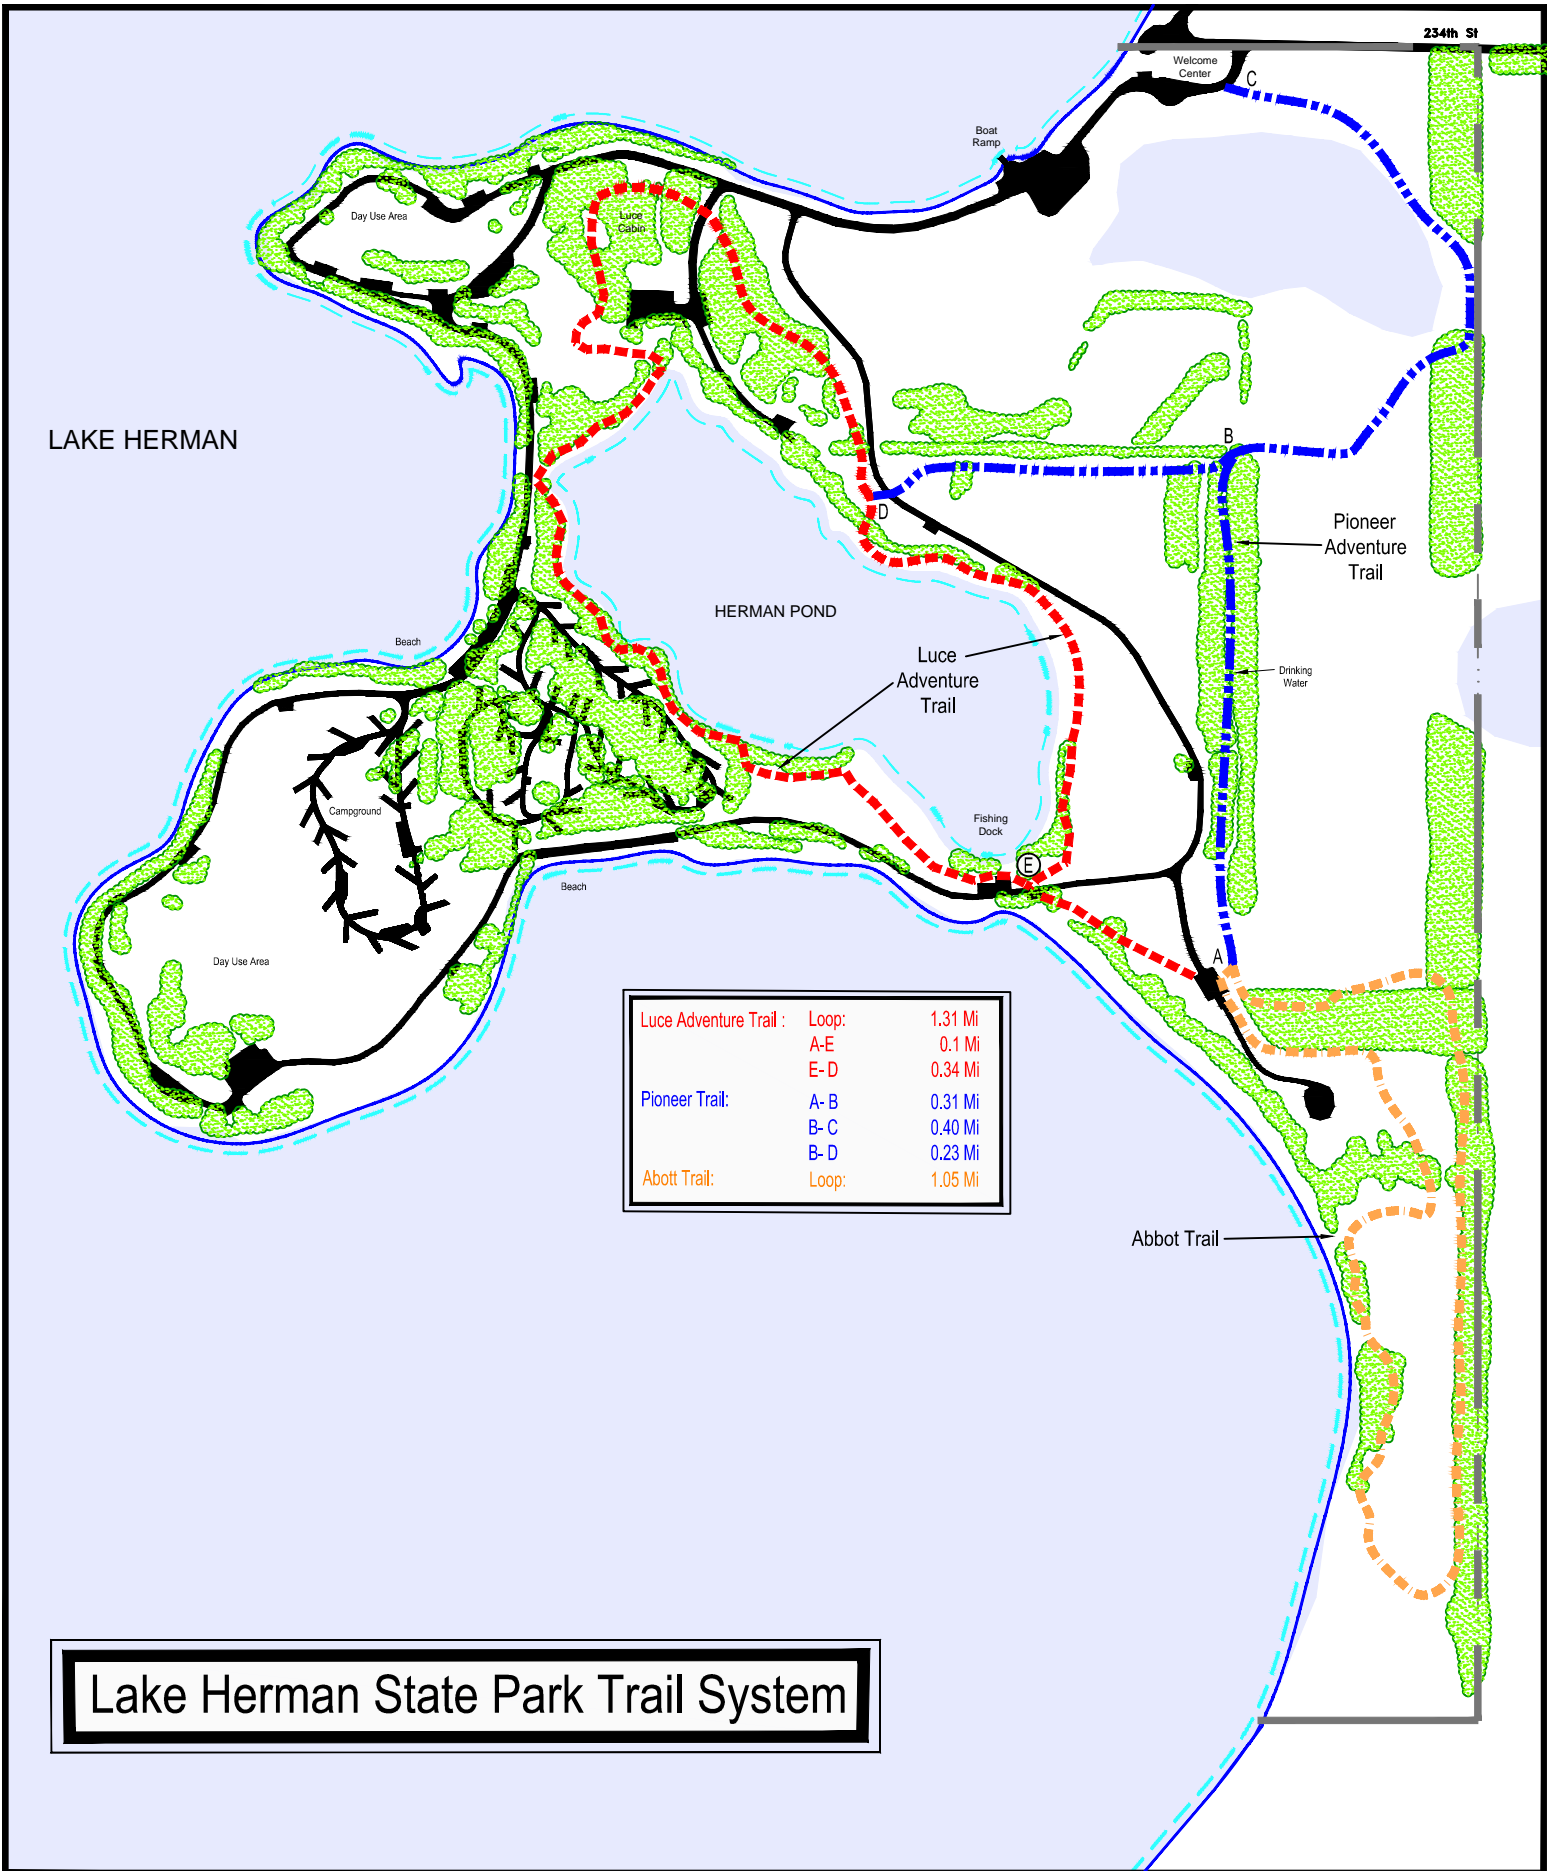 234th St
Welcome
Center
C
Boat
Ramp
Day Use Area
Luce
Cabin
LAKE HERMAN
B
D
Pioneer
Adventure
Trail
HERMAN POND
Beach
Luce
Adventure
Trail
Drinking
Water
Campground
Fishing
Dock
E
Beach
A
Day Use Area
Luce Adventure Trail : Loop: 1.31 Mi
A-E 0.1 Mi
E- D 0.34 Mi
Pioneer Trail: A- B 0.31 Mi
B- C 0.40 Mi
B- D 0.23 Mi
Abott Trail: Loop: 1.05 Mi
Abbot Trail
Lake Herman State Park Trail System